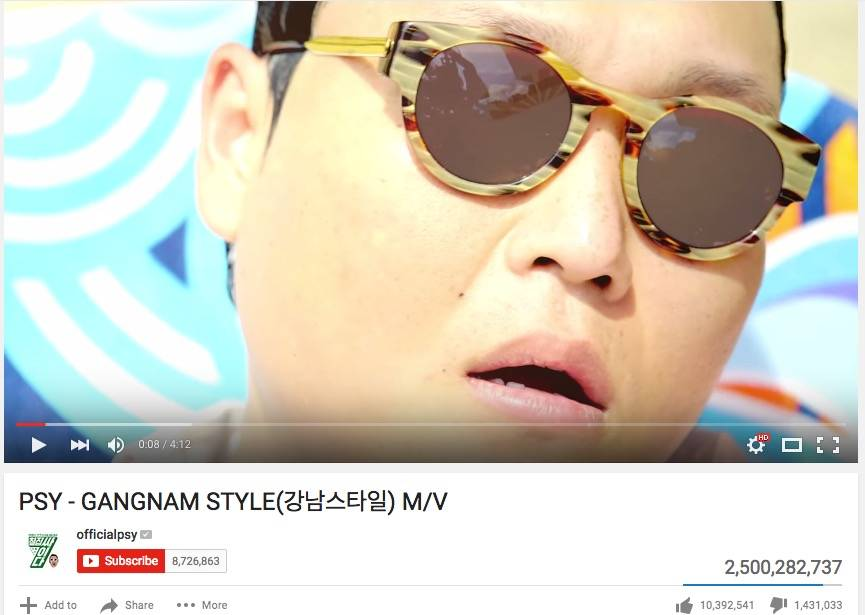 0:08 / 4:12
HD
PSY - GANGNAM STYLE(강남스타일) M/V
officialpsy
Subscribe 8,726,863
2,500,282,737
Add to Share More 10,392,541 1,431,033